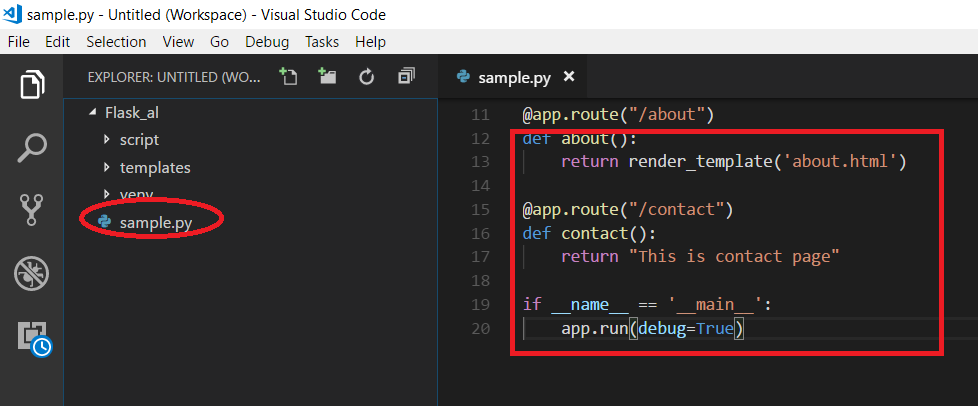 sample.py - Untitled (Workspace) - Visual Studio Code
File Edit Selection View Go Debug Tasks Help
EXPLORER: UNTITLED (WO...
Flask_al
script
templates
venv
sample.py
sample.py
11 @app.route("/about")
12 def about():
13     return render_template('about.html')
14
15 @app.route("/contact")
16 def contact():
17     return "This is contact page"
18
19 if __name__ == '__main__':
20     app.run(debug=True)